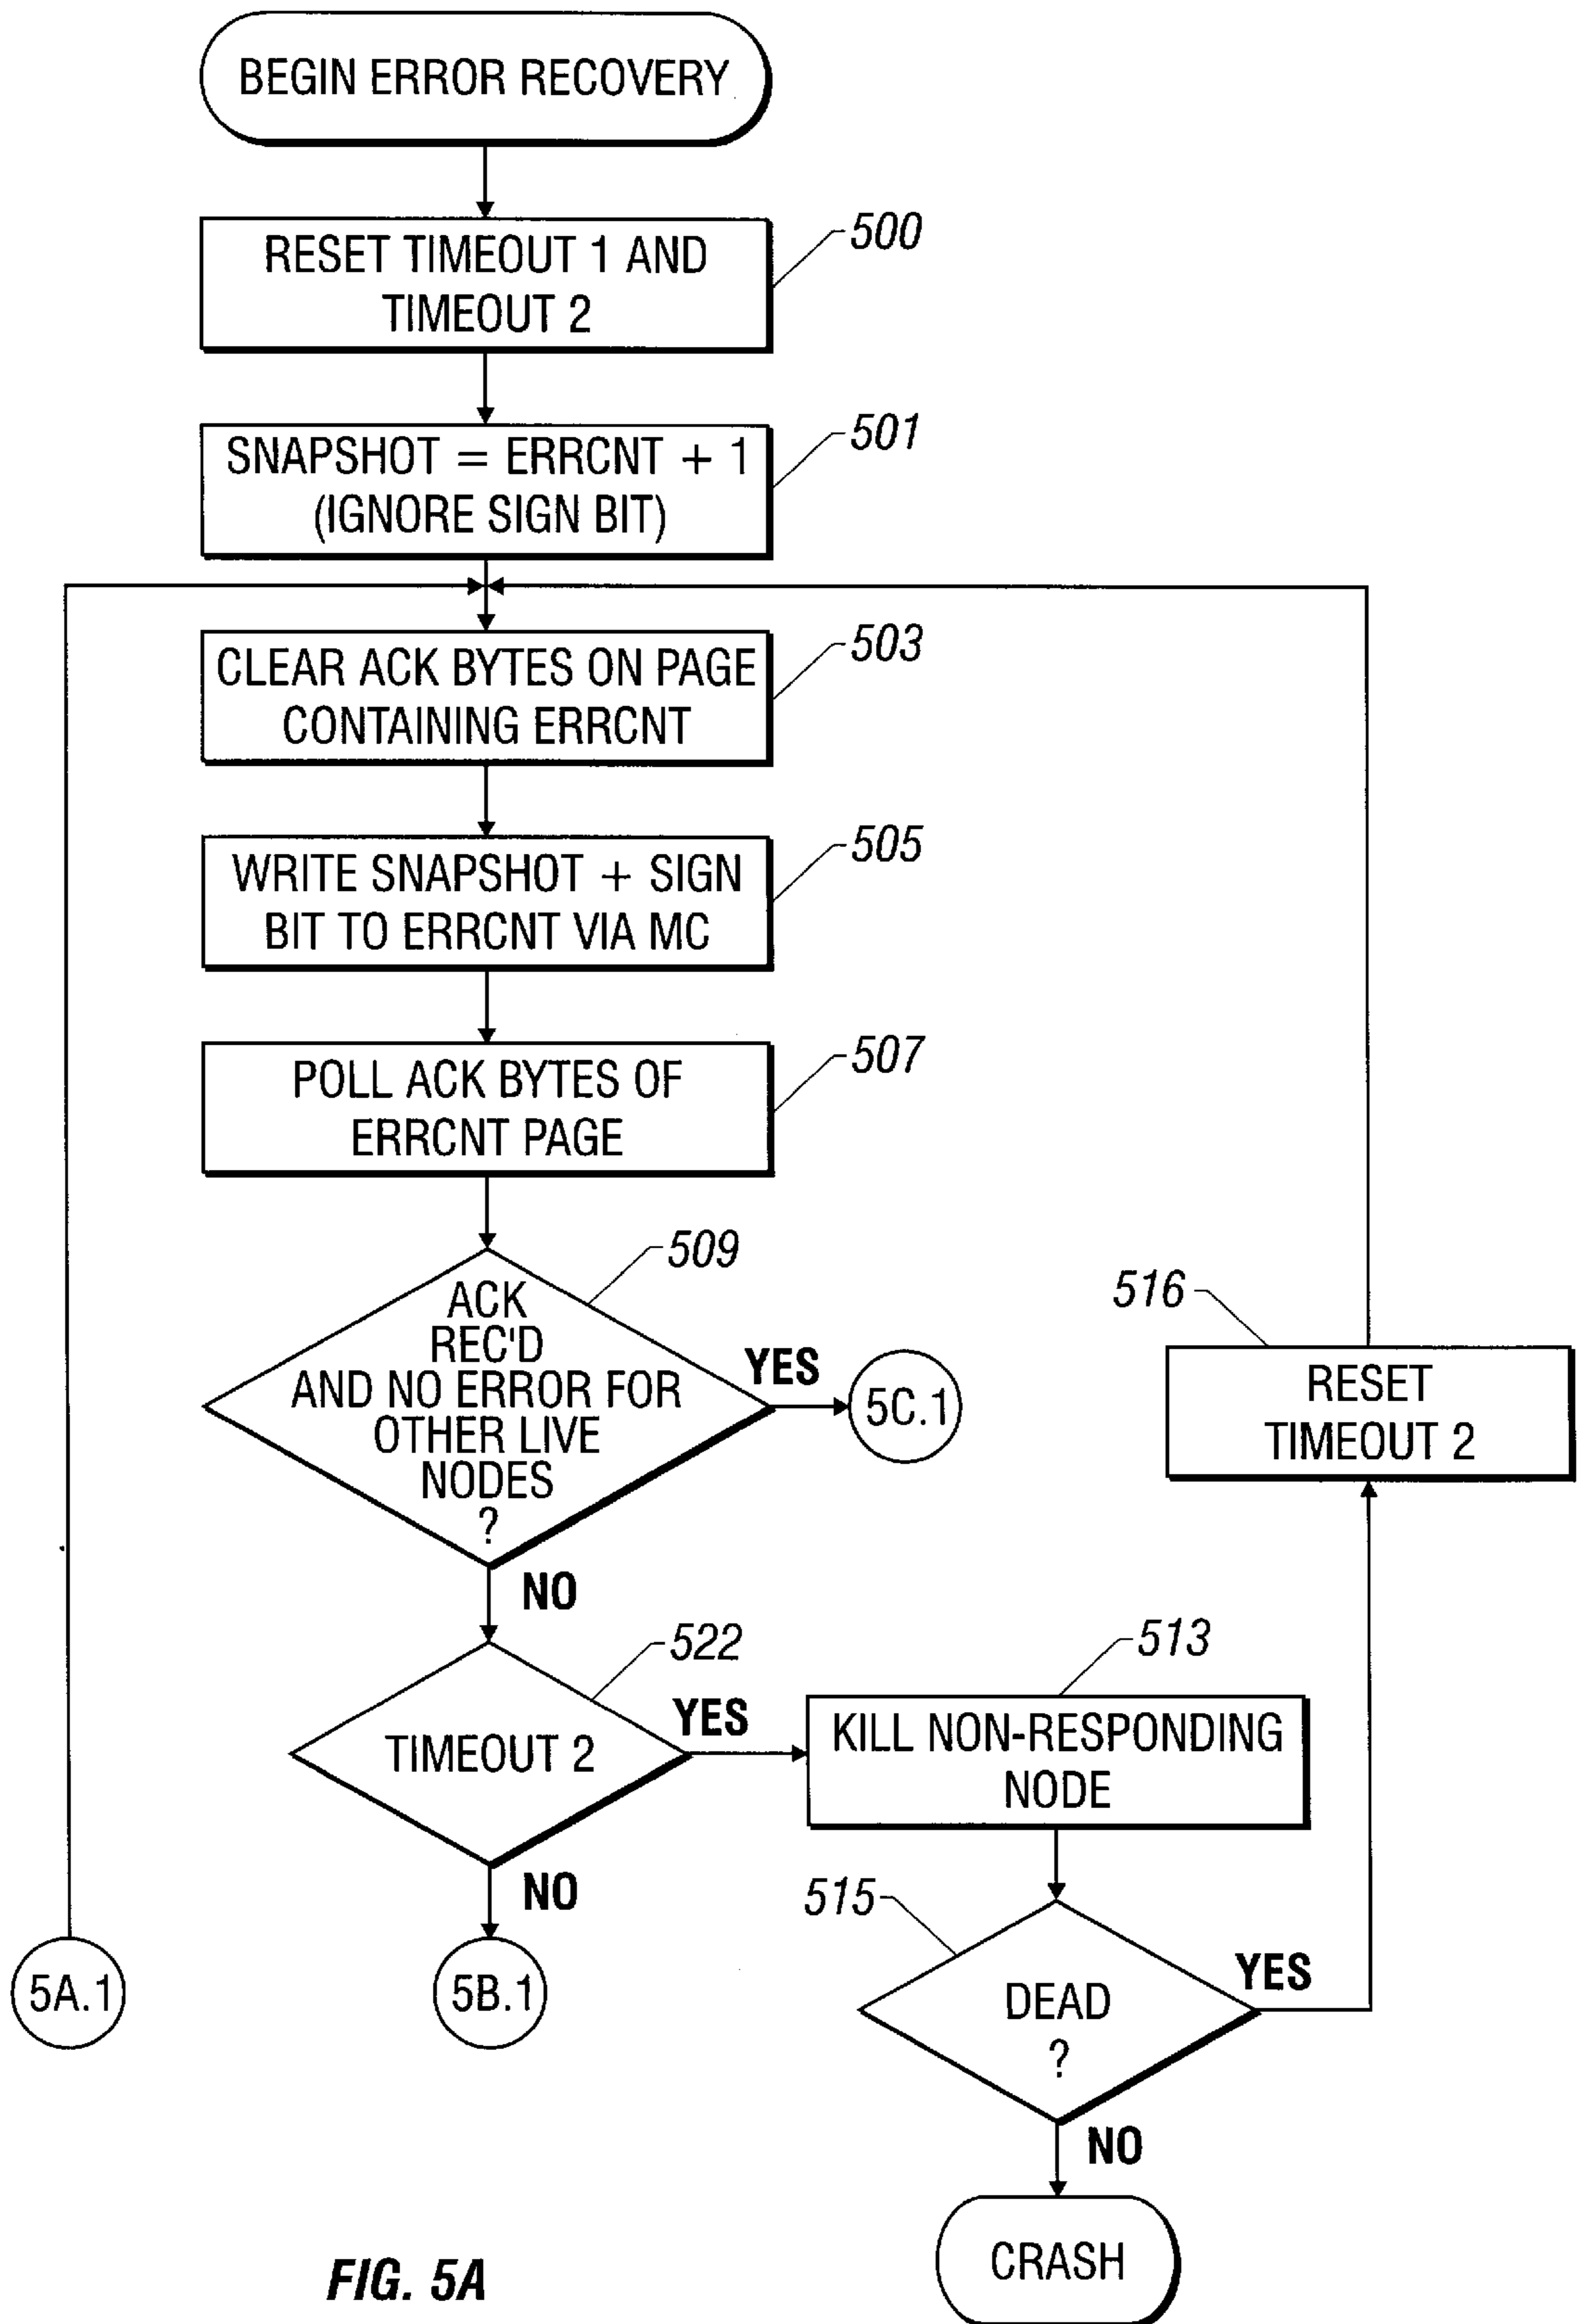 BEGIN ERROR RECOVERY
500
RESET TIMEOUT 1 AND
TIMEOUT 2
501
SNAPSHOT = ERRCNT + 1
(IGNORE SIGN BIT)
503
CLEAR ACK BYTES ON PAGE
CONTAINING ERRCNT
505
WRITE SNAPSHOT + SIGN
BIT TO ERRCNT VIA MC
507
POLL ACK BYTES OF
ERRCNT PAGE
509
ACK
REC'D
AND NO ERROR FOR
OTHER LIVE
NODES
?
YES
5C.1
516
RESET
TIMEOUT 2
NO
522
TIMEOUT 2
YES
513
KILL NON-RESPONDING
NODE
NO
515
DEAD
?
YES
5A.1
5B.1
NO
CRASH
FIG. 5A